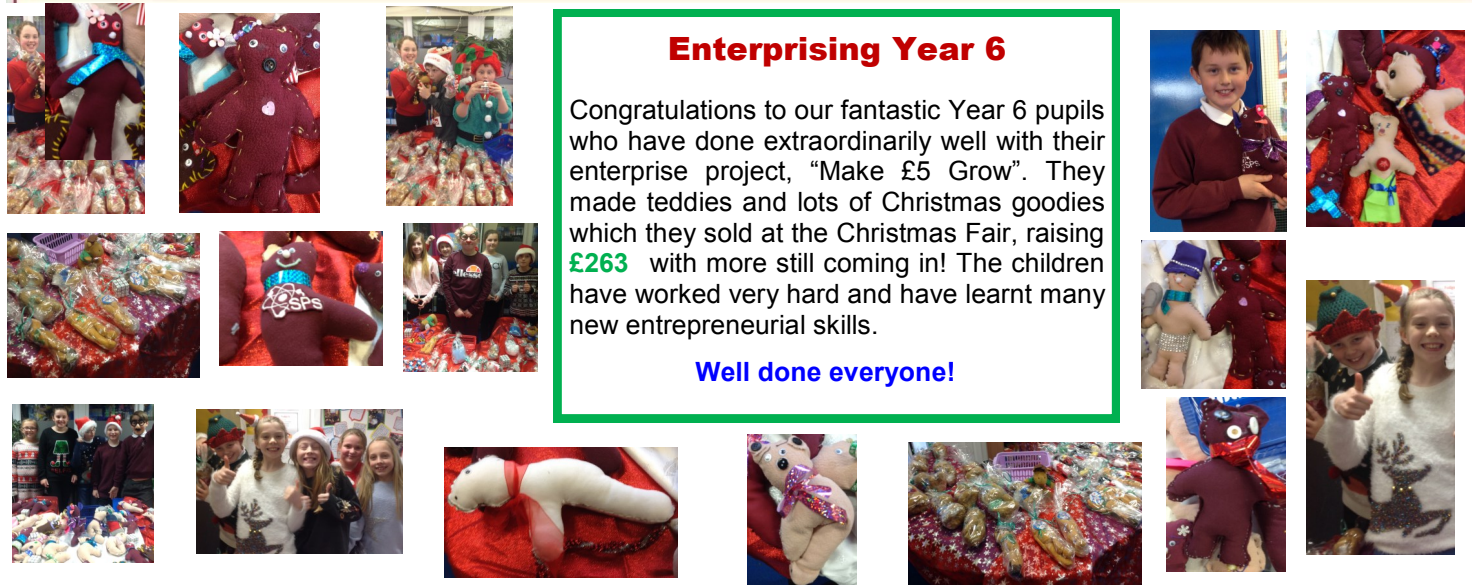 Enterprising Year 6
Congratulations to our fantastic Year 6 pupils
who have done extraordinarily well with their
enterprise project, “Make £5 Grow”. They
made teddies and lots of Christmas goodies
which they sold at the Christmas Fair, raising
£263 with more still coming in! The children
have worked very hard and have learnt many
new entrepreneurial skills.
Well done everyone!
SPS
ellesse
SPS